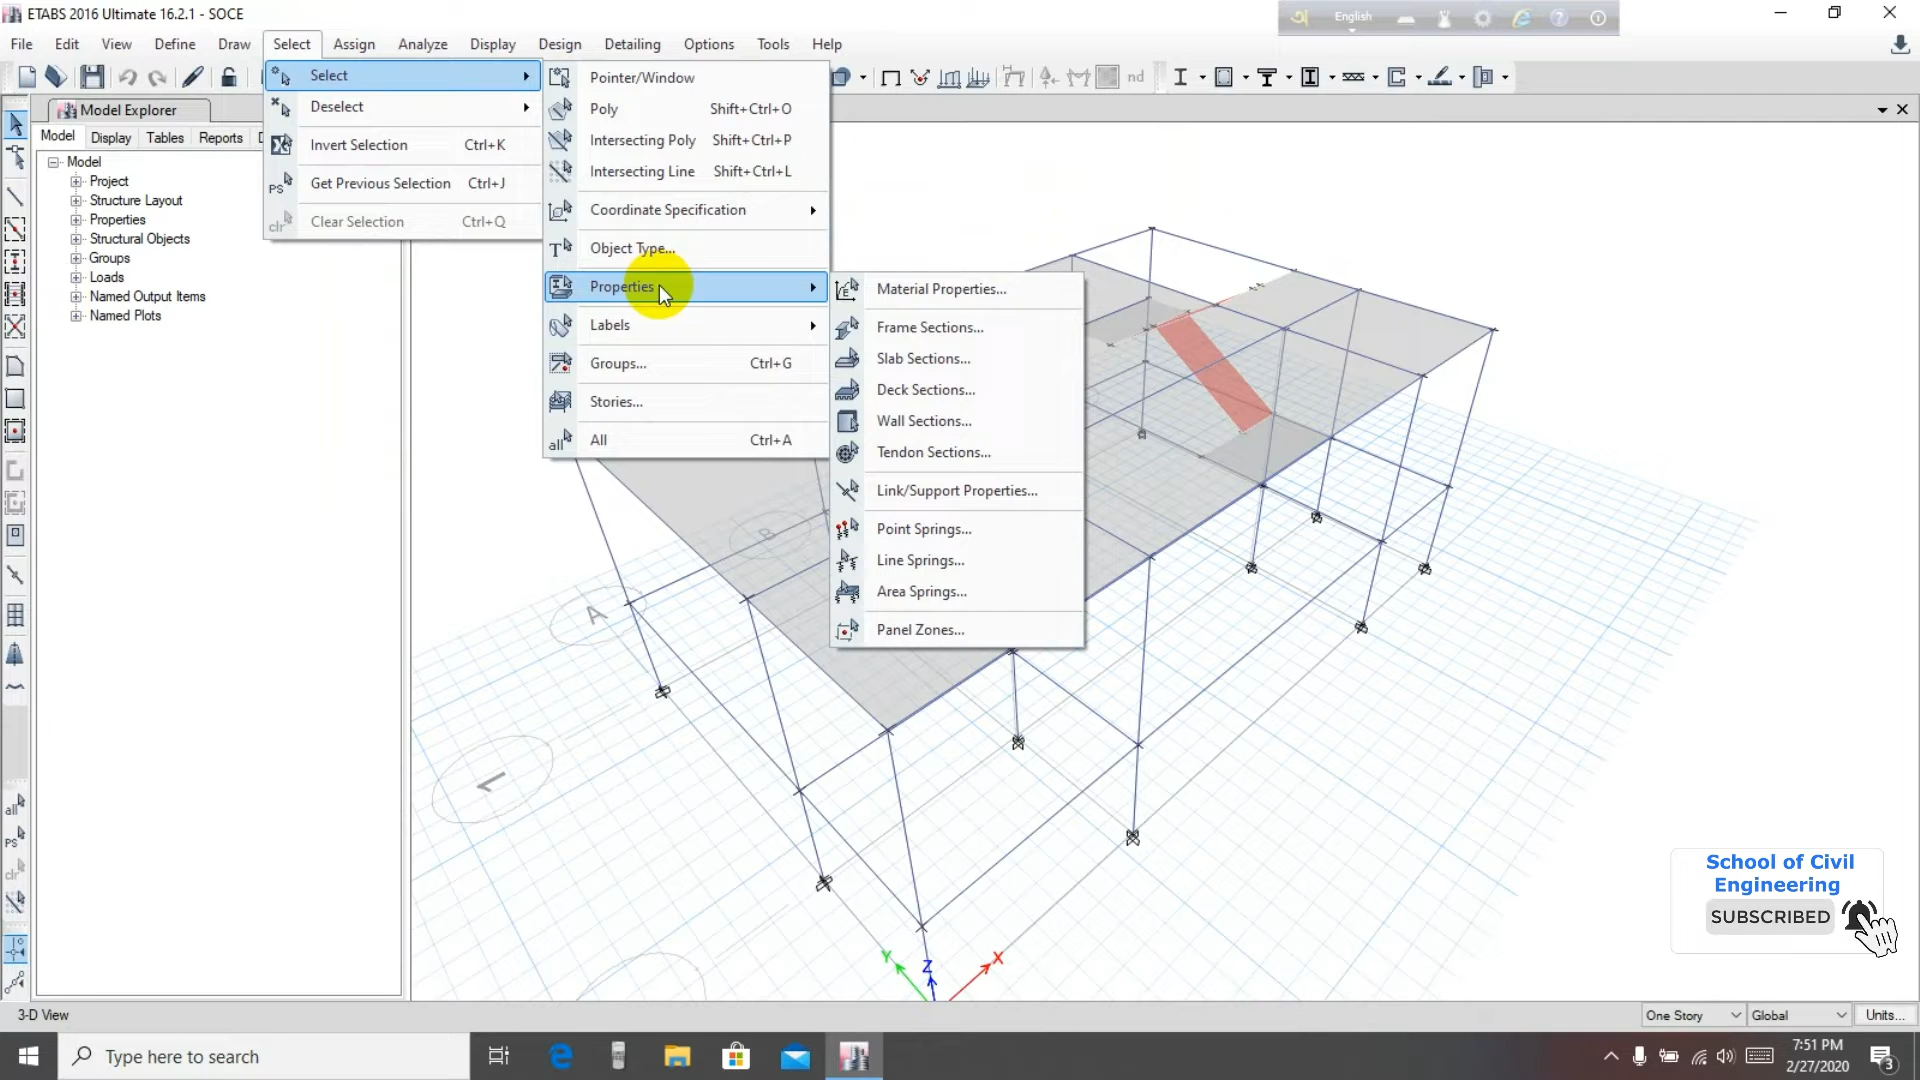 ETABS 2016 Ultimate 16.2.1 - SOCE
English
File Edit View Define Draw Select Assign Analyze Display Design Detailing Options Tools Help
nd
Model Explorer
Model Display Tables Reports
Model
Project
Structure Layout
Properties
Structural Objects
Groups
Loads
Named Output Items
Named Plots
Select
Deselect
Invert Selection Ctrl+K
Get Previous Selection Ctrl+J
Clear Selection Ctrl+Q
Pointer/Window
Poly Shift+Ctrl+O
Intersecting Poly Shift+Ctrl+P
Intersecting Line Shift+Ctrl+L
Coordinate Specification
Object Type...
Properties
Labels
Groups... Ctrl+G
Stories...
All Ctrl+A
Material Properties...
Frame Sections...
Slab Sections...
Deck Sections...
Wall Sections...
Tendon Sections...
Link/Support Properties...
Point Springs...
Line Springs...
Area Springs...
Panel Zones...
B
A
1
Y Z X
all
PS
clr
School of Civil
Engineering
SUBSCRIBED
3-D View One Story Global Units...
Type here to search
7:51 PM
2/27/2020
3